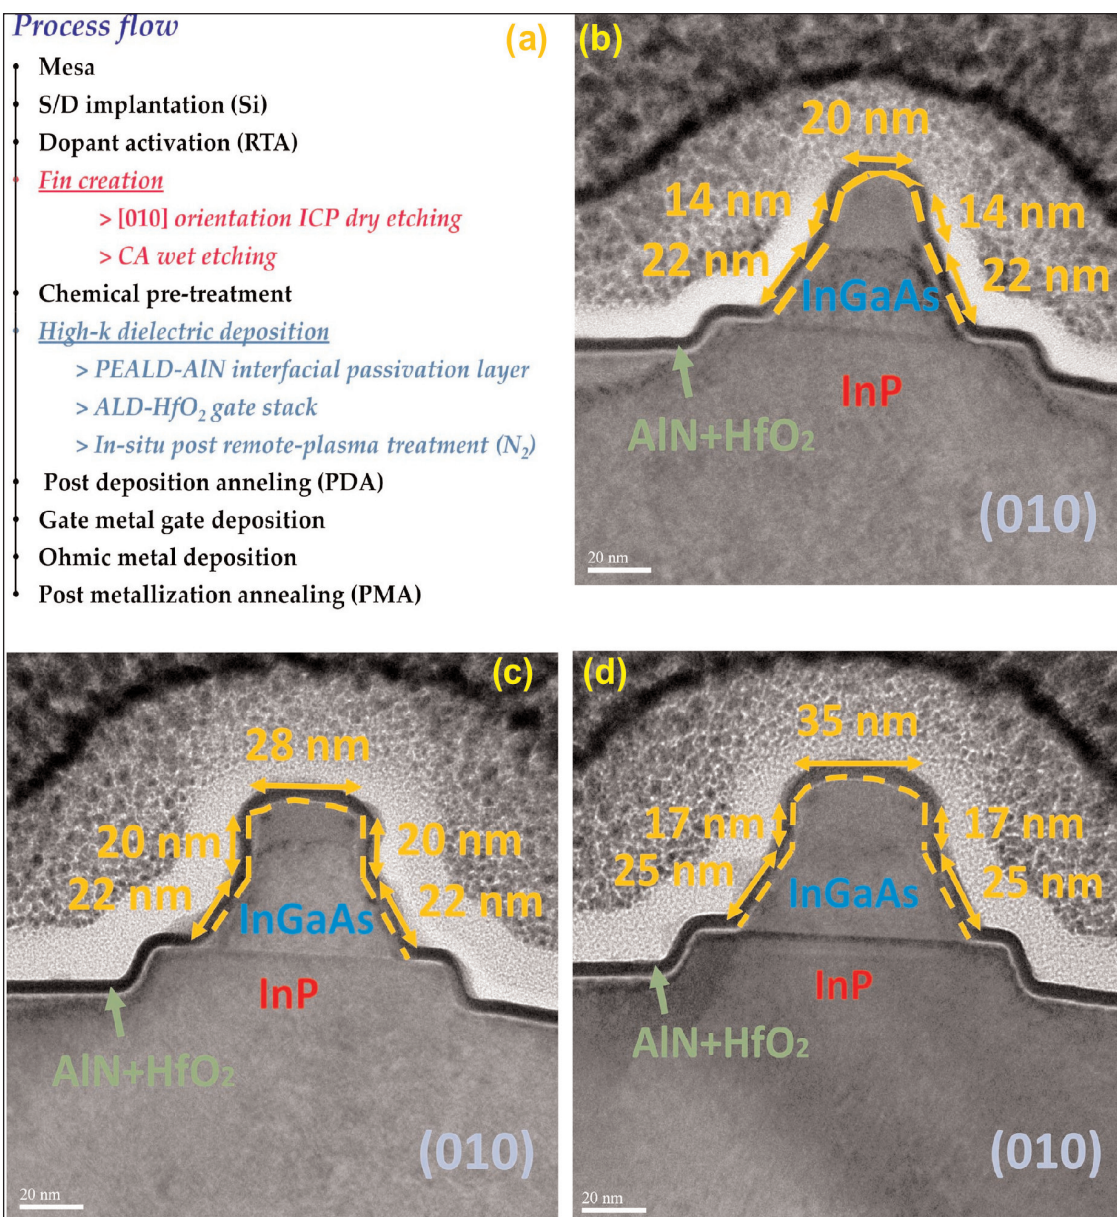 Process flow
(a)
• Mesa
• S/D implantation (Si)
• Dopant activation (RTA)
• Fin creation
> [010] orientation ICP dry etching
> CA wet etching
• Chemical pre-treatment
• High-k dielectric deposition
> PEALD-AlN interfacial passivation layer
> ALD-HfO₂ gate stack
> In-situ post remote-plasma treatment (N₂)
• Post deposition anneling (PDA)
• Gate metal gate deposition
• Ohmic metal deposition
• Post metallization annealing (PMA)
(b)
20 nm
14 nm
14 nm
22 nm
22 nm
InGaAs
InP
AlN+HfO₂
(010)
20 nm
(c)
28 nm
20 nm
20 nm
22 nm
22 nm
InGaAs
InP
AlN+HfO₂
(010)
20 nm
(d)
35 nm
17 nm
17 nm
25 nm
25 nm
InGaAs
InP
AlN+HfO₂
(010)
20 nm